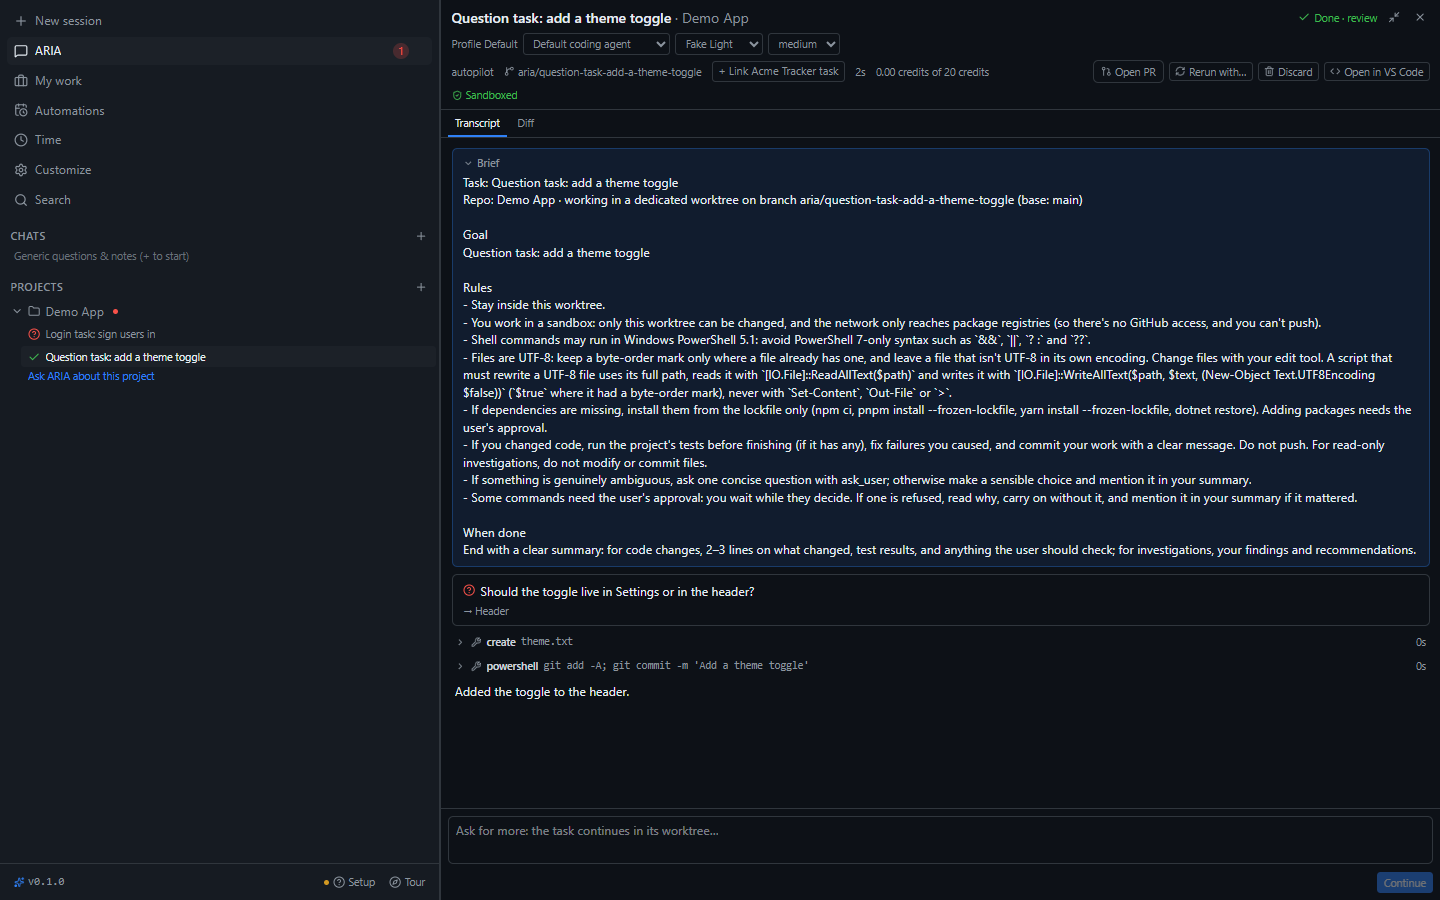 New session
ARIA
1
My work
Automations
Time
Customize
Search
CHATS
Generic questions & notes (+ to start)
PROJECTS
Demo App
Login task: sign users in
Question task: add a theme toggle
Ask ARIA about this project
v0.1.0
Setup
Tour
Question task: add a theme toggle · Demo App
Done · review
Profile Default
Default coding agent
Fake Light
medium
autopilot
aria/question-task-add-a-theme-toggle
+ Link Acme Tracker task
2s
0.00 credits of 20 credits
Open PR
Rerun with...
Discard
Open in VS Code
Sandboxed
Transcript
Diff
Brief
Task: Question task: add a theme toggle
Repo: Demo App · working in a dedicated worktree on branch aria/question-task-add-a-theme-toggle (base: main)
Goal
Question task: add a theme toggle
Rules
- Stay inside this worktree.
- You work in a sandbox: only this worktree can be changed, and the network only reaches package registries (so there's no GitHub access, and you can't push).
- Shell commands may run in Windows PowerShell 5.1: avoid PowerShell 7-only syntax such as `&&`, `||`, `? :` and `??`.
- Files are UTF-8: keep a byte-order mark only where a file already has one, and leave a file that isn't UTF-8 in its own encoding. Change files with your edit tool. A script that
must rewrite a UTF-8 file uses its full path, reads it with `[IO.File]::ReadAllText($path)` and writes it with `[IO.File]::WriteAllText($path, $text, (New-Object Text.UTF8Encoding
$false))` (`$true` where it had a byte-order mark), never with `Set-Content`, `Out-File` or `>`.
- If dependencies are missing, install them from the lockfile only (npm ci, pnpm install --frozen-lockfile, yarn install --frozen-lockfile, dotnet restore). Adding packages needs the
user's approval.
- If you changed code, run the project's tests before finishing (if it has any), fix failures you caused, and commit your work with a clear message. Do not push. For read-only
investigations, do not modify or commit files.
- If something is genuinely ambiguous, ask one concise question with ask_user; otherwise make a sensible choice and mention it in your summary.
- Some commands need the user's approval: you wait while they decide. If one is refused, read why, carry on without it, and mention it in your summary if it mattered.
When done
End with a clear summary: for code changes, 2–3 lines on what changed, test results, and anything the user should check; for investigations, your findings and recommendations.
Should the toggle live in Settings or in the header?
→ Header
create theme.txt
0s
powershell git add -A; git commit -m 'Add a theme toggle'
0s
Added the toggle to the header.
Ask for more: the task continues in its worktree...
Continue